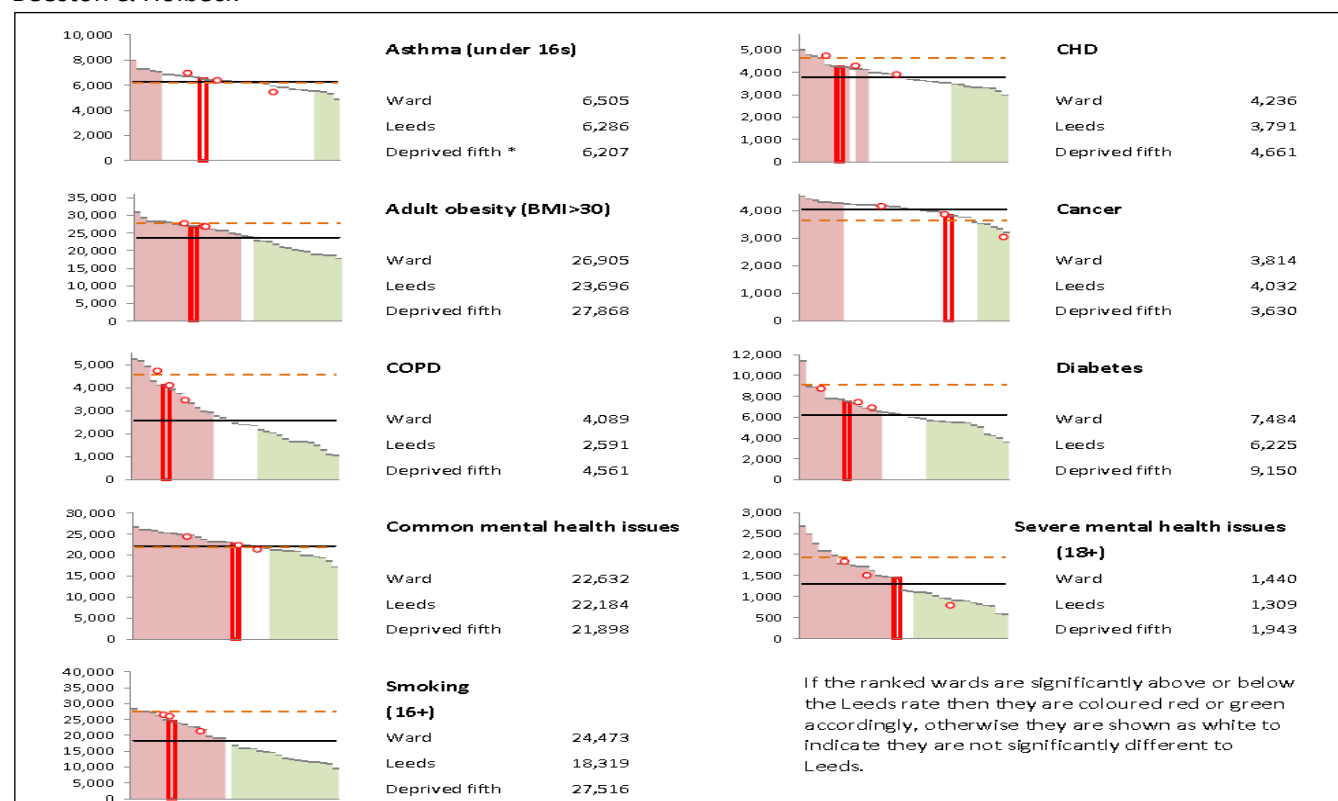 10,000
8,000
6,000
4,000
2,000
0
Asthma (under 16s)
Ward 6,505
Leeds 6,286
Deprived fifth * 6,207
5,000
4,000
3,000
2,000
1,000
0
CHD
Ward 4,236
Leeds 3,791
Deprived fifth 4,661
35,000
30,000
25,000
20,000
15,000
10,000
5,000
0
Adult obesity (BMI>30)
Ward 26,905
Leeds 23,696
Deprived fifth 27,868
4,000
3,000
2,000
1,000
0
Cancer
Ward 3,814
Leeds 4,032
Deprived fifth 3,630
5,000
4,000
3,000
2,000
1,000
0
COPD
Ward 4,089
Leeds 2,591
Deprived fifth 4,561
12,000
10,000
8,000
6,000
4,000
2,000
0
Diabetes
Ward 7,484
Leeds 6,225
Deprived fifth 9,150
30,000
25,000
20,000
15,000
10,000
5,000
0
Common mental health issues
Ward 22,632
Leeds 22,184
Deprived fifth 21,898
3,000
2,500
2,000
1,500
1,000
500
0
Severe mental health issues
(18+)
Ward 1,440
Leeds 1,309
Deprived fifth 1,943
40,000
35,000
30,000
25,000
20,000
15,000
10,000
5,000
0
Smoking
(16+)
Ward 24,473
Leeds 18,319
Deprived fifth 27,516
If the ranked wards are significantly above or below
the Leeds rate then they are coloured red or green
accordingly, otherwise they are shown as white to
indicate they are not significantly different to
Leeds.